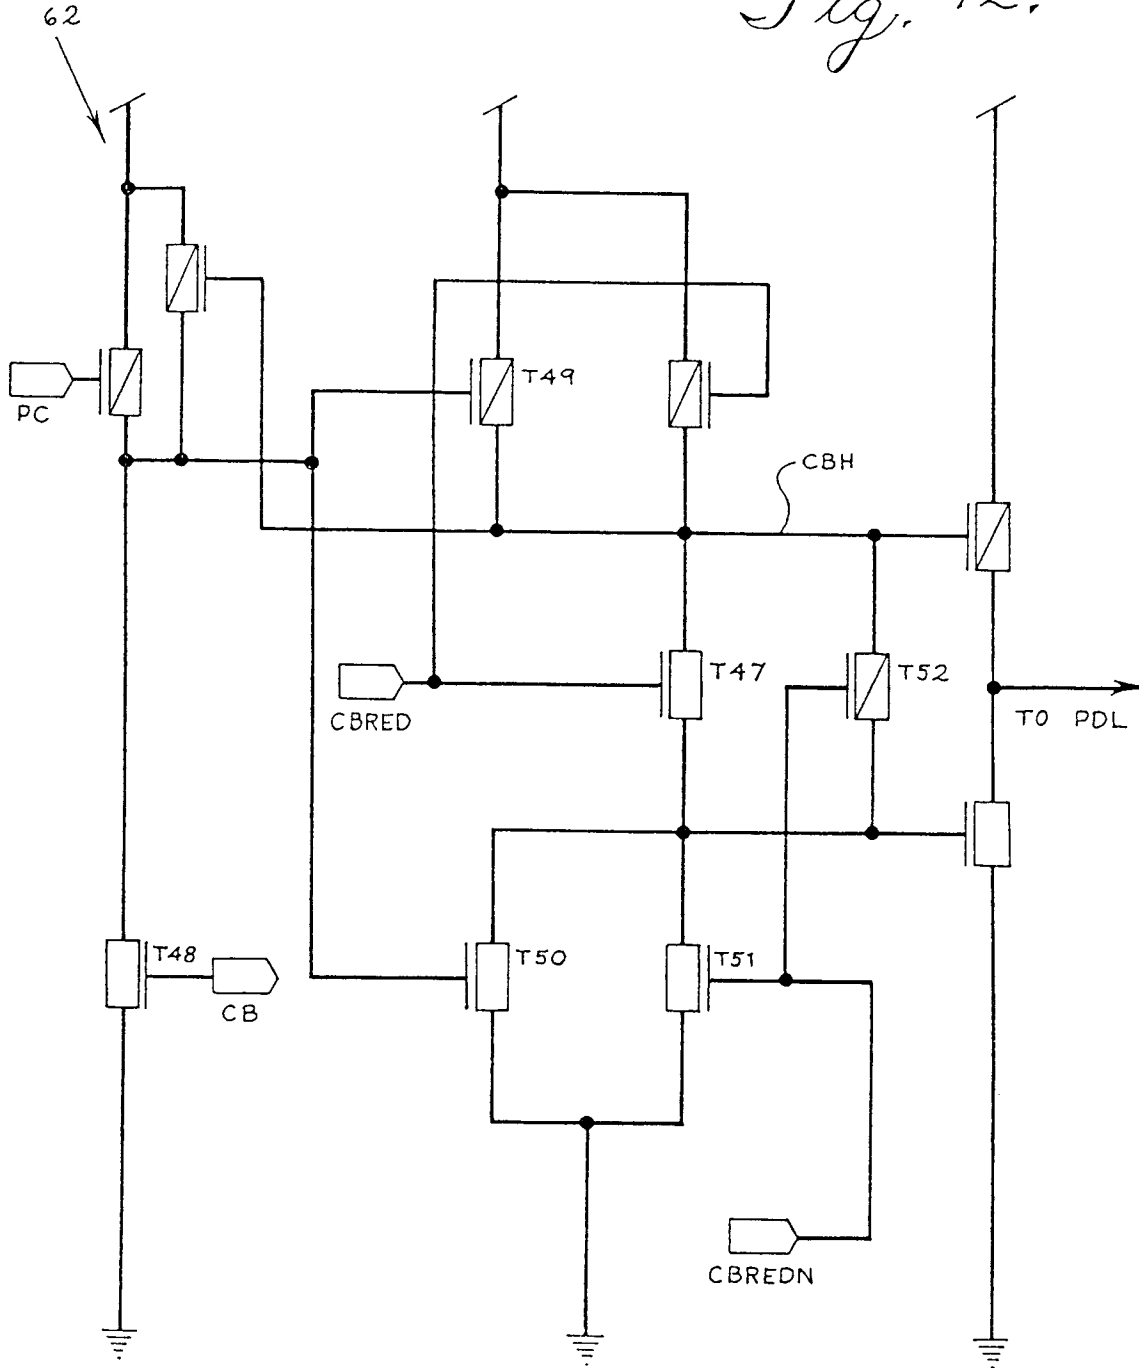 Fig. 12.
62
T49
PC
CBH
T47
T52
CBRED
TO PDL
T48
T50
T51
CB
CBREDN